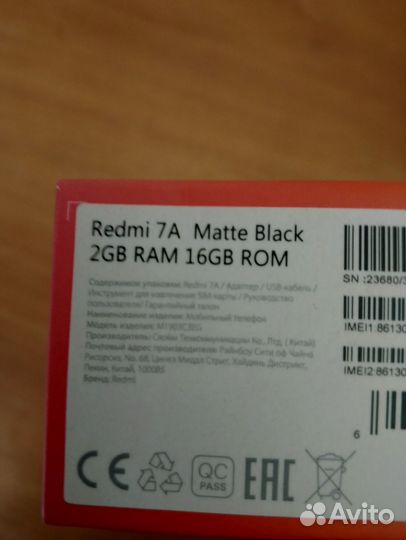 Redmi 7A Matte Black
2GB RAM 16GB ROM
Содержимое упаковки: Redmi 7A / Адаптер / USB-кабель /
Инструмент для извлечения SIM-карты / Руководство
пользователя/ Гарантийный талон
Тип изделия: Мобильный телефон
Модель изделия: M1903C3EG
Производитель: Сяоми Телекоммуникации Ко., Лтд. ( Китай)
Почтовый адрес производителя: Рэйнбоу Сити оф Чайна
Рисорсиз, No. 68, Цинхэ Миддл Стрит, Хайдянь Дистрикт,
Пекин, Китай, 100085
Бренд: Redmi
SN :23680/
IMEI1:86130
IMEI2:86130
6
CE
QC
PASS
EAC
Avito